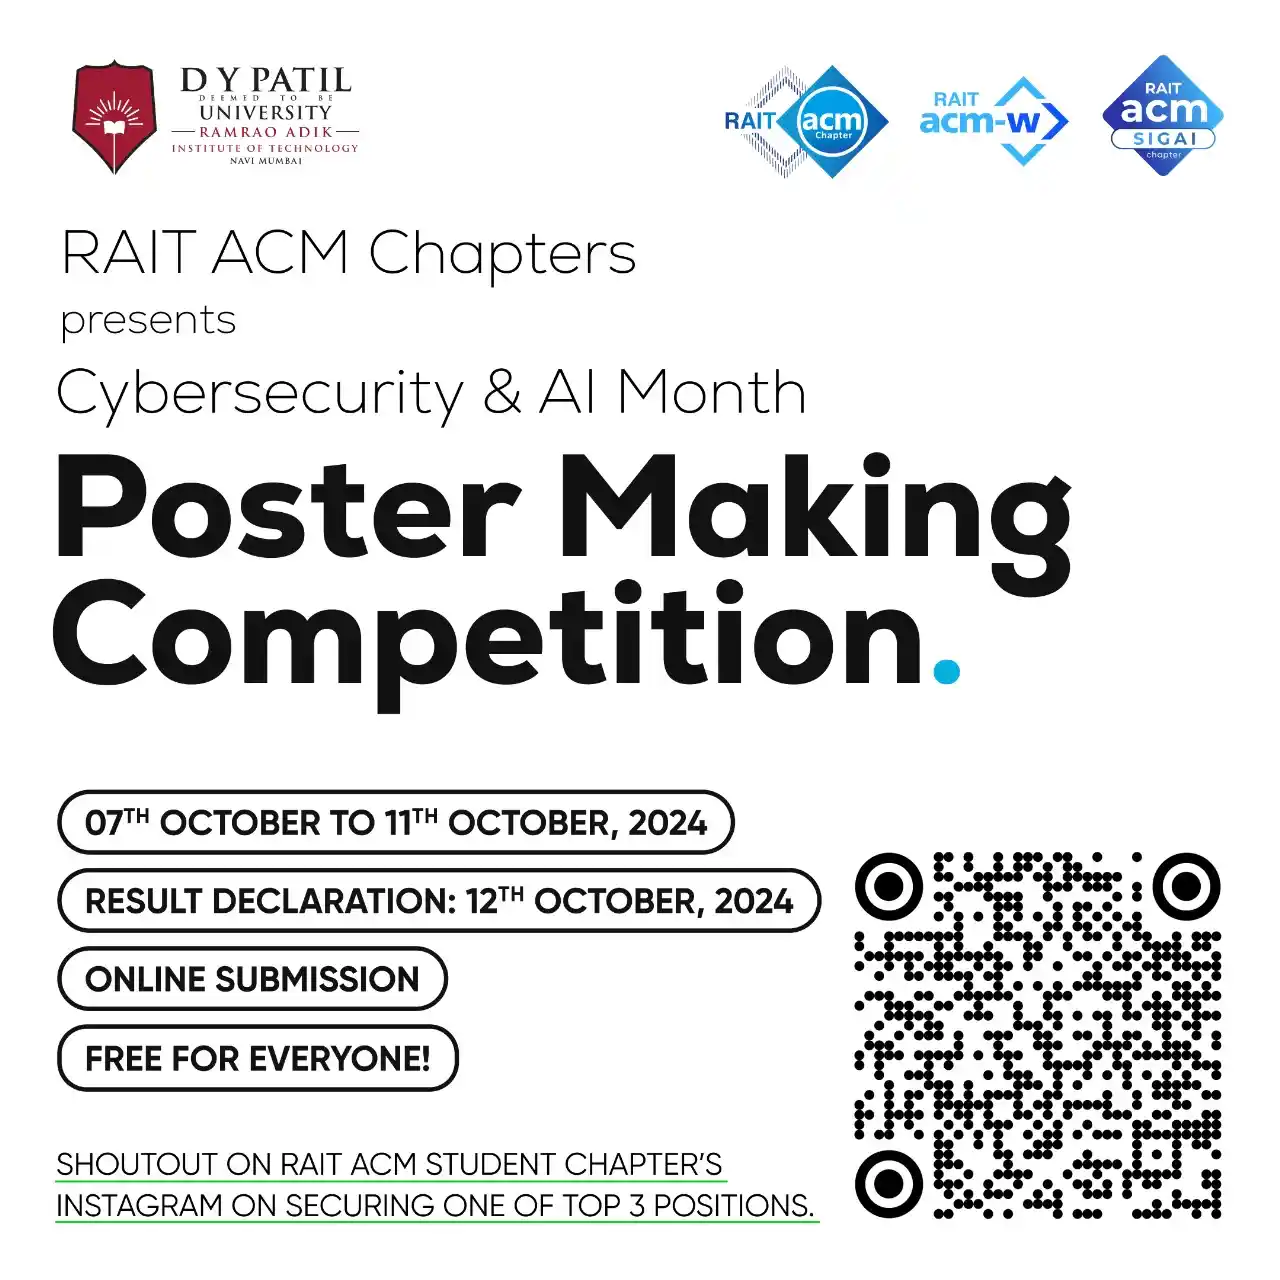 D Y PATIL
DEEMED TO BE
UNIVERSITY
RAMRAO ADIK
INSTITUTE OF TECHNOLOGY
NAVI MUMBAI
RAIT acm
Chapter
RAIT
acm-w
RAIT
acm
SIGAI
chapter
RAIT ACM Chapters
presents
Cybersecurity & AI Month
Poster Making
Competition.
07TH OCTOBER TO 11TH OCTOBER, 2024
RESULT DECLARATION: 12TH OCTOBER, 2024
ONLINE SUBMISSION
FREE FOR EVERYONE!
SHOUTOUT ON RAIT ACM STUDENT CHAPTER'S
INSTAGRAM ON SECURING ONE OF TOP 3 POSITIONS.